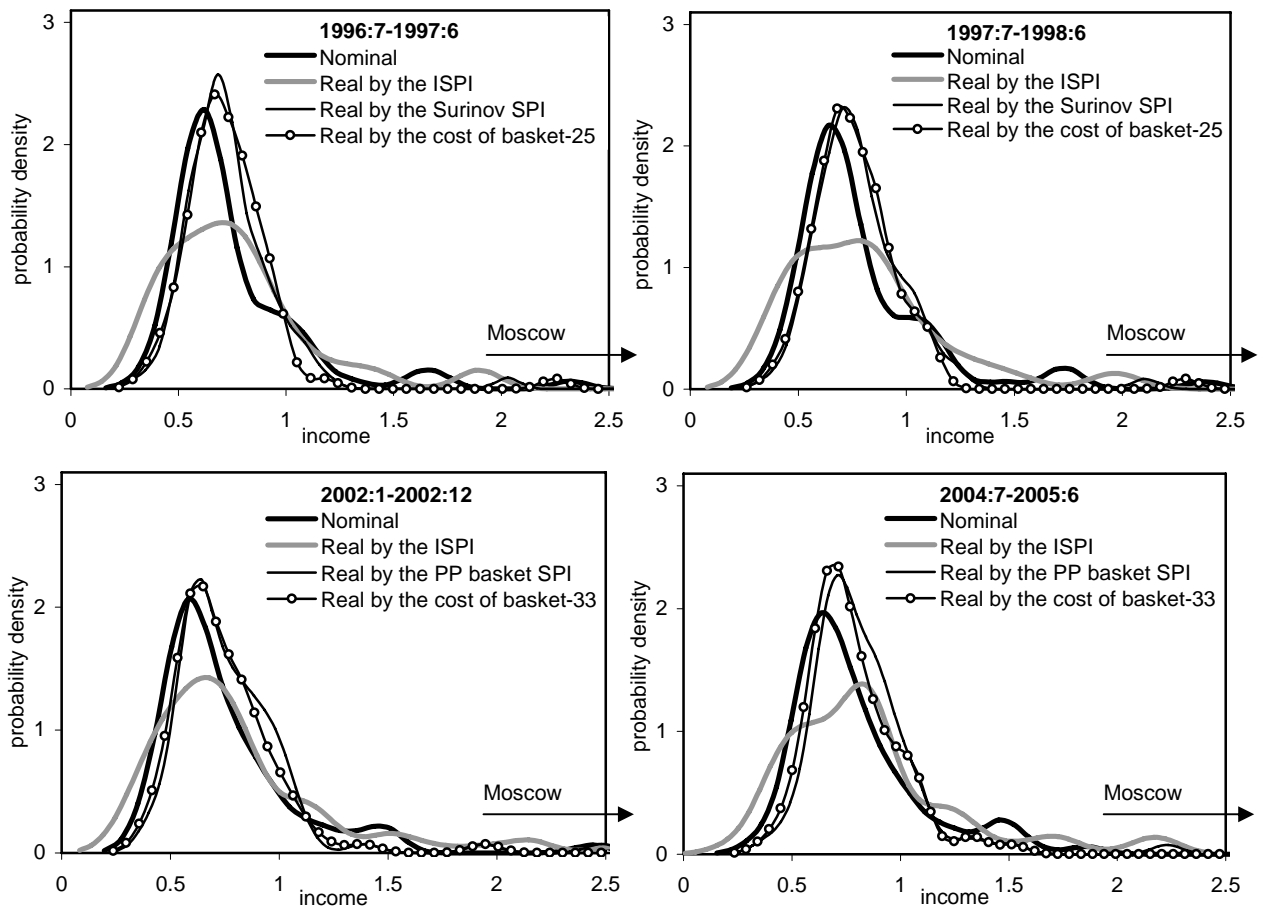 1996:7-1997:6
Nominal
Real by the ISPI
Real by the Surinov SPI
Real by the cost of basket-25
Moscow
probability density
3
2
1
0
0 0.5 1 1.5 2 2.5
income
1997:7-1998:6
Nominal
Real by the ISPI
Real by the Surinov SPI
Real by the cost of basket-25
Moscow
probability density
3
2
1
0
0 0.5 1 1.5 2 2.5
income
2002:1-2002:12
Nominal
Real by the ISPI
Real by the PP basket SPI
Real by the cost of basket-33
Moscow
probability density
3
2
1
0
0 0.5 1 1.5 2 2.5
income
2004:7-2005:6
Nominal
Real by the ISPI
Real by the PP basket SPI
Real by the cost of basket-33
Moscow
probability density
3
2
1
0
0 0.5 1 1.5 2 2.5
income